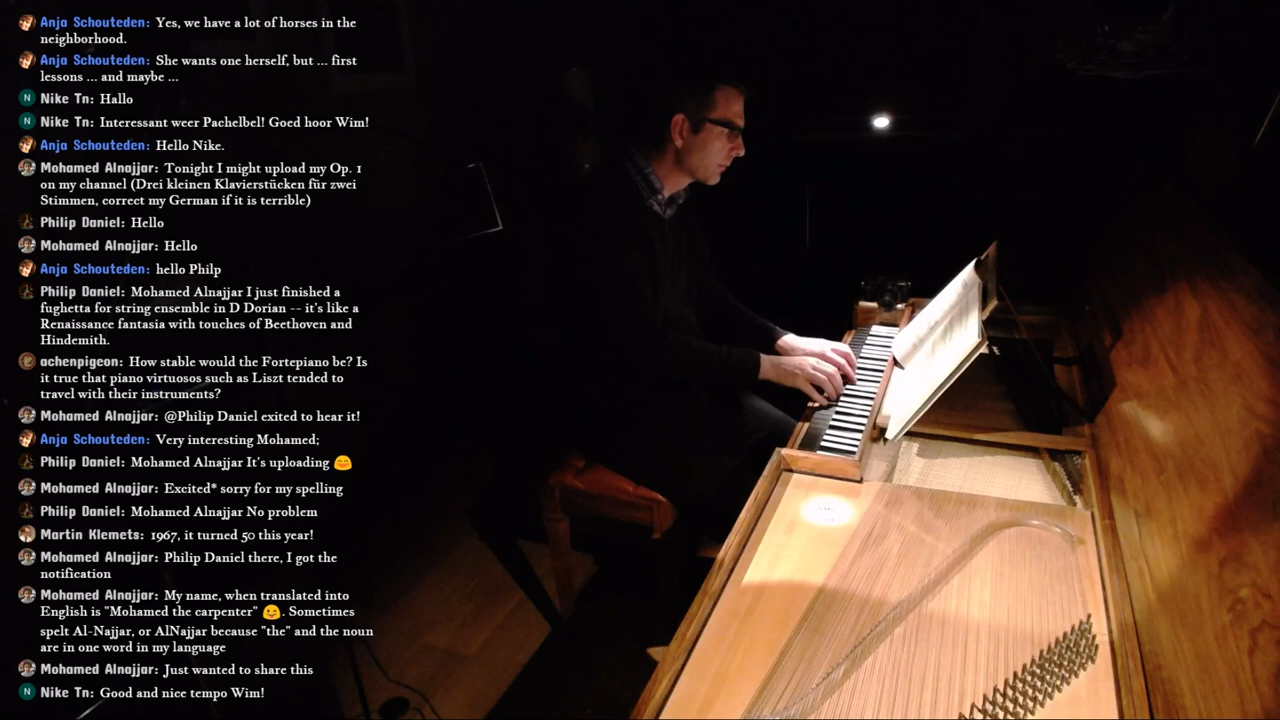 Anja Schouteden: Yes, we have a lot of horses in the
neighborhood.
Anja Schouteden: She wants one herself, but ... first
lessons ... and maybe ...
N Nike Tn: Hallo
N Nike Tn: Interessant weer Pachelbel! Goed hoor Wim!
Anja Schouteden: Hello Nike.
Mohamed Alnajjar: Tonight I might upload my Op. 1
on my channel (Drei kleinen Klavierstücken für zwei
Stimmen, correct my German if it is terrible)
Philip Daniel: Hello
Mohamed Alnajjar: Hello
Anja Schouteden: hello Philp
Philip Daniel: Mohamed Alnajjar I just finished a
fughetta for string ensemble in D Dorian -- it's like a
Renaissance fantasia with touches of Beethoven and
Hindemith.
achenpigeon: How stable would the Fortepiano be? Is
it true that piano virtuosos such as Liszt tended to
travel with their instruments?
Mohamed Alnajjar: @Philip Daniel exited to hear it!
Anja Schouteden: Very interesting Mohamed;
Philip Daniel: Mohamed Alnajjar It's uploading 😊
Mohamed Alnajjar: Excited* sorry for my spelling
Philip Daniel: Mohamed Alnajjar No problem
Martin Klemets: 1967, it turned 50 this year!
Mohamed Alnajjar: Philip Daniel there, I got the
notification
Mohamed Alnajjar: My name, when translated into
English is "Mohamed the carpenter" 😉. Sometimes
spelt Al-Najjar, or AlNajjar because "the" and the noun
are in one word in my language
Mohamed Alnajjar: Just wanted to share this
N Nike Tn: Good and nice tempo Wim!